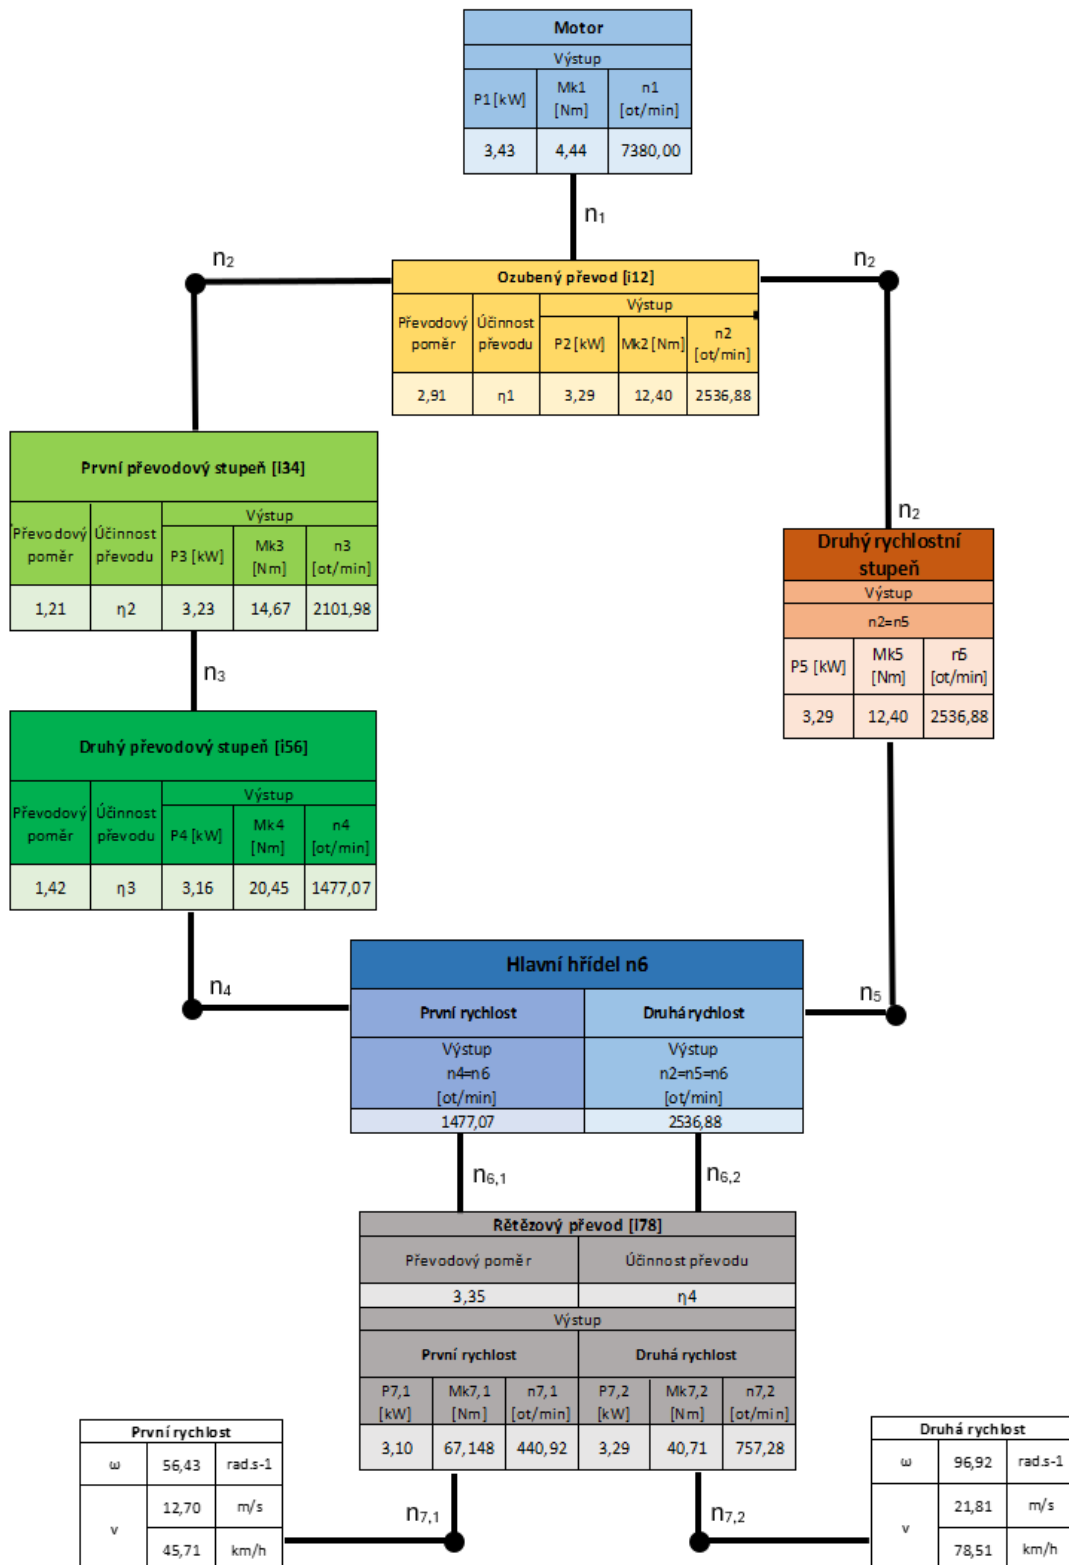 Motor
Výstup
P1 [kW] Mk1 [Nm] n1 [ot/min]
3,43 4,44 7380,00
n1
n2
n2
Ozubený převod [i12]
Převodový poměr Účinnost převodu Výstup
P2 [kW] Mk2 [Nm] n2 [ot/min]
2,91 η1 3,29 12,40 2536,88
První převodový stupeň [I34]
Převodový poměr Účinnost převodu Výstup
P3 [kW] Mk3 [Nm] n3 [ot/min]
1,21 η2 3,23 14,67 2101,98
n2
Druhý rychlostní stupeň
Výstup
n2=n5
P5 [kW] Mk5 [Nm] n5 [ot/min]
3,29 12,40 2536,88
n3
Druhý převodový stupeň [i56]
Převodový poměr Účinnost převodu Výstup
P4 [kW] Mk4 [Nm] n4 [ot/min]
1,42 η3 3,16 20,45 1477,07
n4
n5
Hlavní hřídel n6
První rychlost Druhá rychlost
Výstup Výstup
n4=n6 n2=n5=n6
[ot/min] [ot/min]
1477,07 2536,88
n6,1 n6,2
Rětězový převod [I78]
Převodový poměr Účinnost převodu
3,35 η4
Výstup
První rychlost Druhá rychlost
P7,1 [kW] Mk7,1 [Nm] n7,1 [ot/min] P7,2 [kW] Mk7,2 [Nm] n7,2 [ot/min]
3,10 67,148 440,92 3,29 40,71 757,28
n7,1 n7,2
První rychlost
ω 56,43 rad.s-1
v 12,70 m/s
45,71 km/h
Druhá rychlost
ω 96,92 rad.s-1
v 21,81 m/s
78,51 km/h